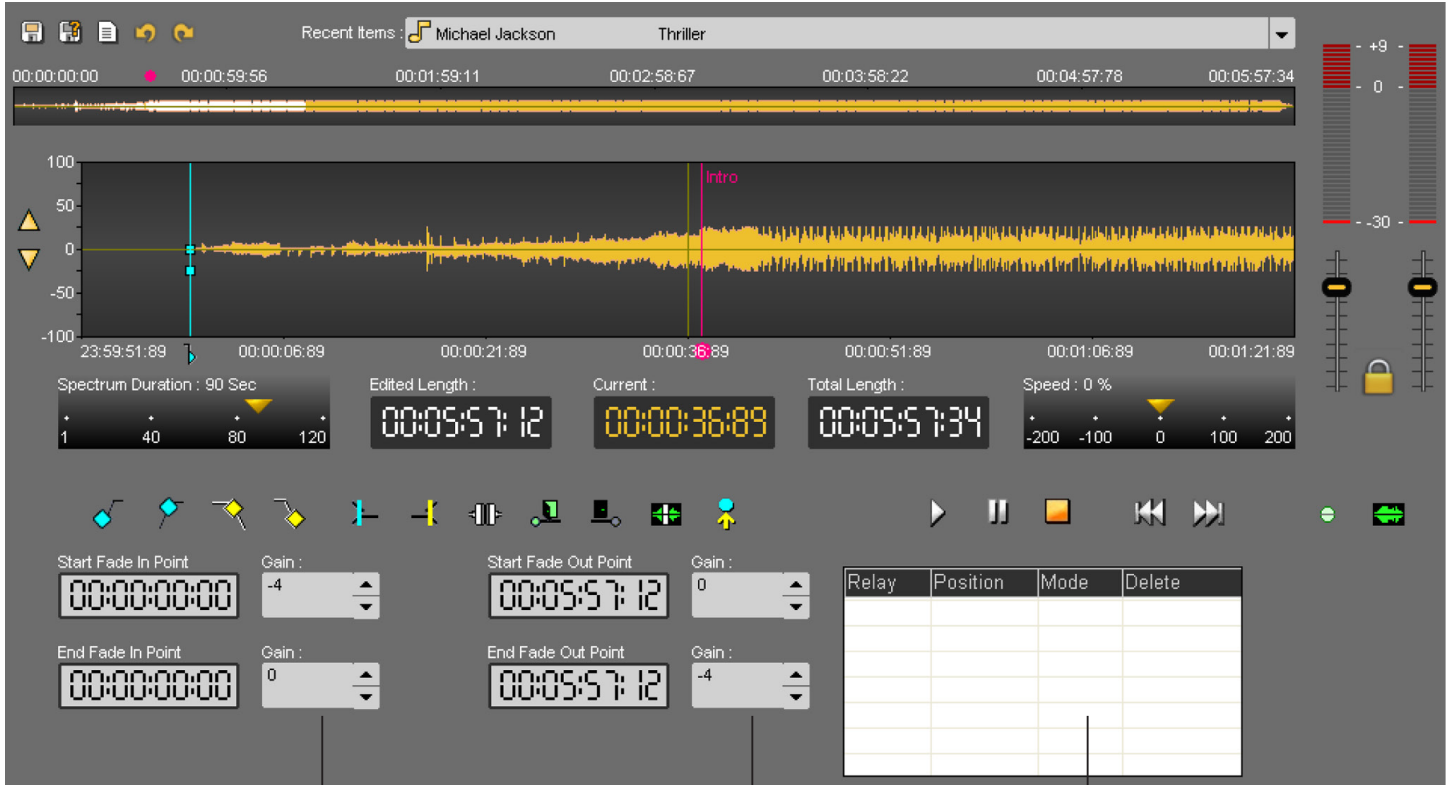 Recent Items : Michael Jackson Thriller
+9
00:00:00:00 00:00:59:56 00:01:59:11 00:02:58:67 00:03:58:22 00:04:57:78 00:05:57:34
0
100
Intro
50
-30
0
-50
-100
23:59:51:89 00:00:06:89 00:00:21:89 00:00:36:89 00:00:51:89 00:01:06:89 00:01:21:89
Spectrum Duration : 90 Sec Edited Length : Current : Total Length : Speed : 0 %
00:05:57:12 00:00:36:89 00:05:57:34
1 40 80 120 -200 -100 0 100 200
Start Fade In Point Gain : Start Fade Out Point Gain :
00:00:00:00 -4 00:05:57:12 0
Relay Position Mode Delete
End Fade In Point Gain : End Fade Out Point Gain :
00:00:00:00 0 00:05:57:12 -4